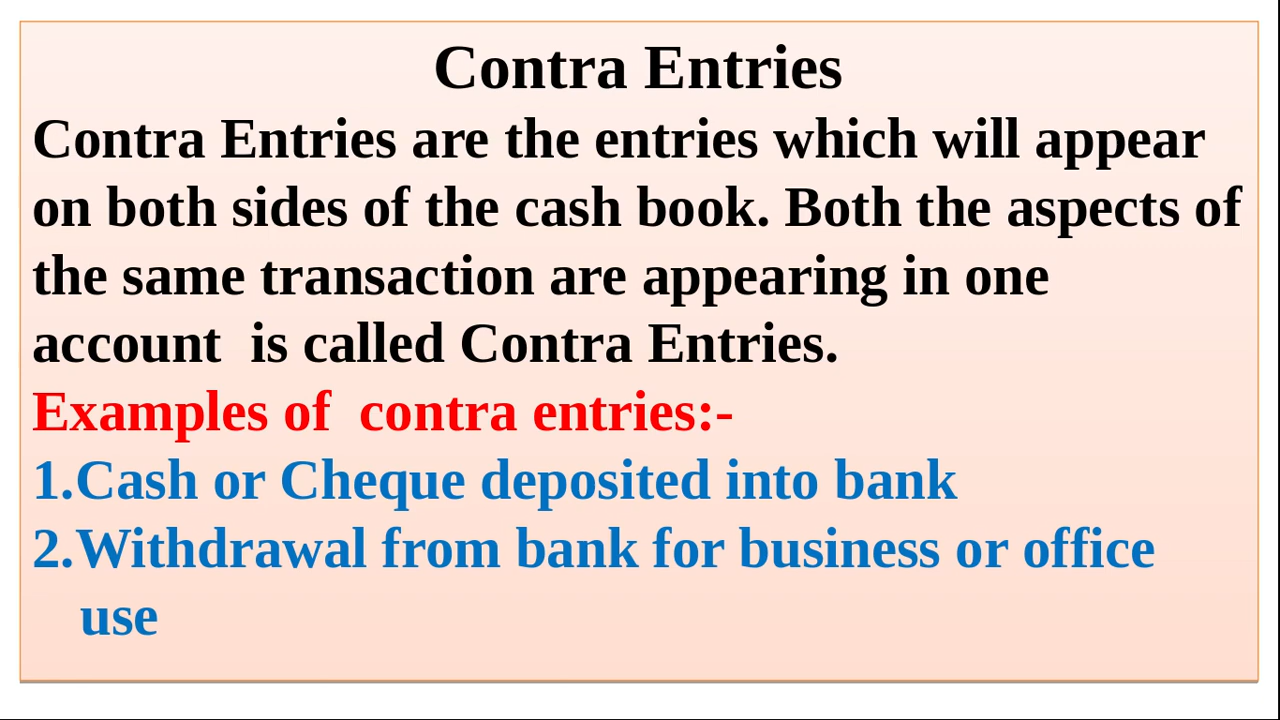 Contra Entries
Contra Entries are the entries which will appear
on both sides of the cash book. Both the aspects of
the same transaction are appearing in one
account  is called Contra Entries.
Examples of  contra entries:-
1.Cash or Cheque deposited into bank
2.Withdrawal from bank for business or office
use